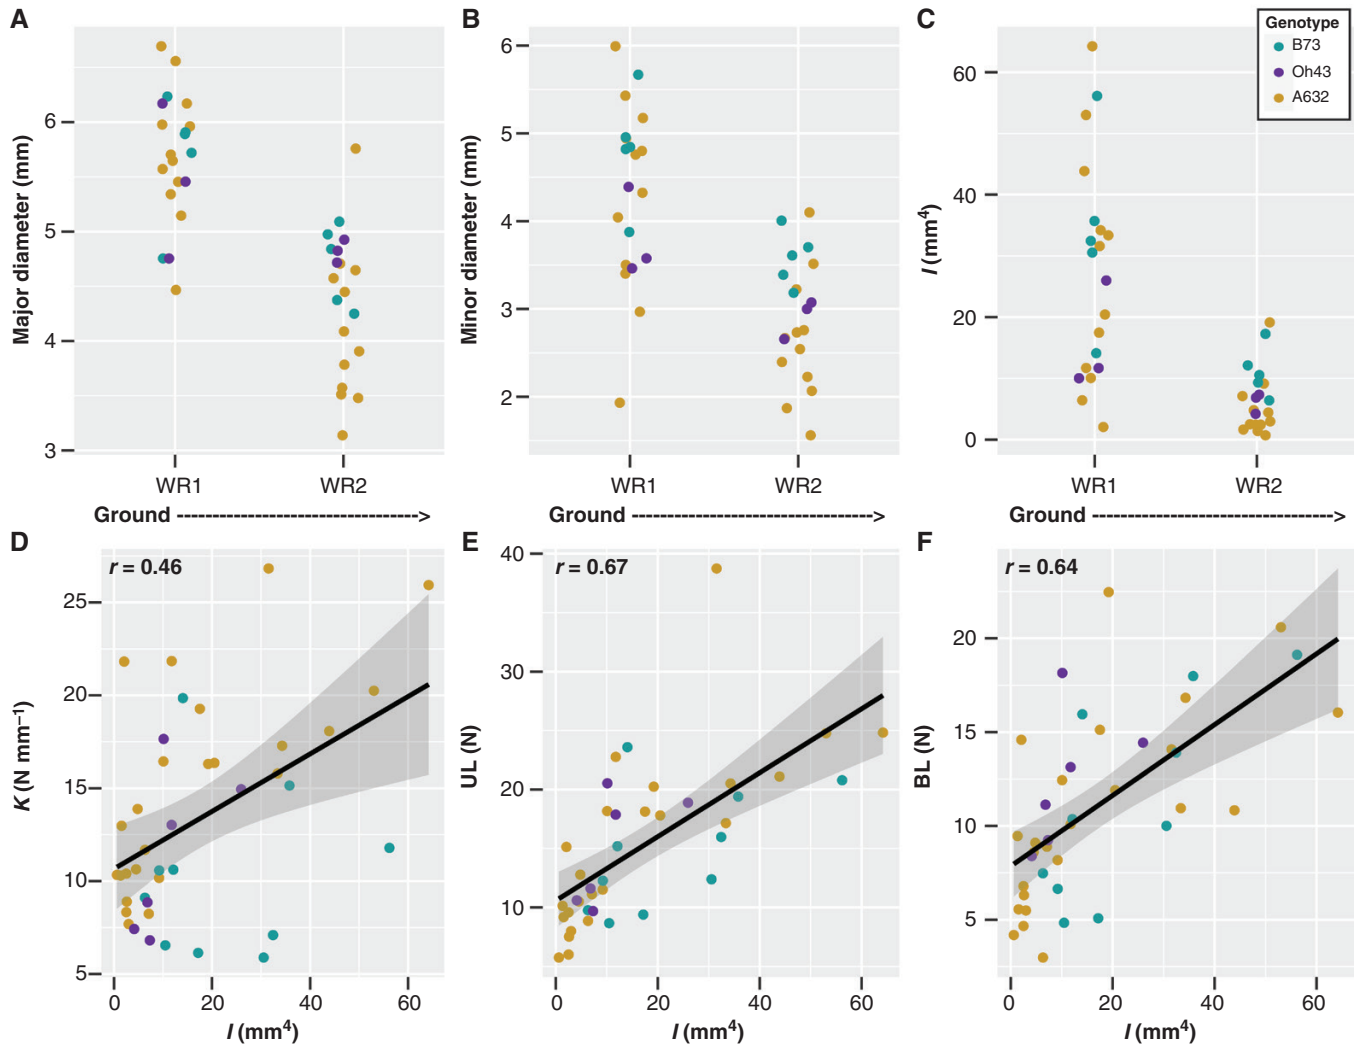 A
B
C
Genotype
B73
Oh43
A632
Major diameter (mm)
6
5
4
3
WR1
WR2
Ground ---------------------------------->
Minor diameter (mm)
6
5
4
3
2
WR1
WR2
Ground ---------------------------------->
I (mm⁴)
60
40
20
0
WR1
WR2
Ground ---------------------------------->
D
r = 0.46
K (N mm⁻¹)
25
20
15
10
5
0
20
40
60
I (mm⁴)
E
r = 0.67
UL (N)
40
30
20
10
0
20
40
60
I (mm⁴)
F
r = 0.64
BL (N)
20
15
10
5
0
20
40
60
I (mm⁴)